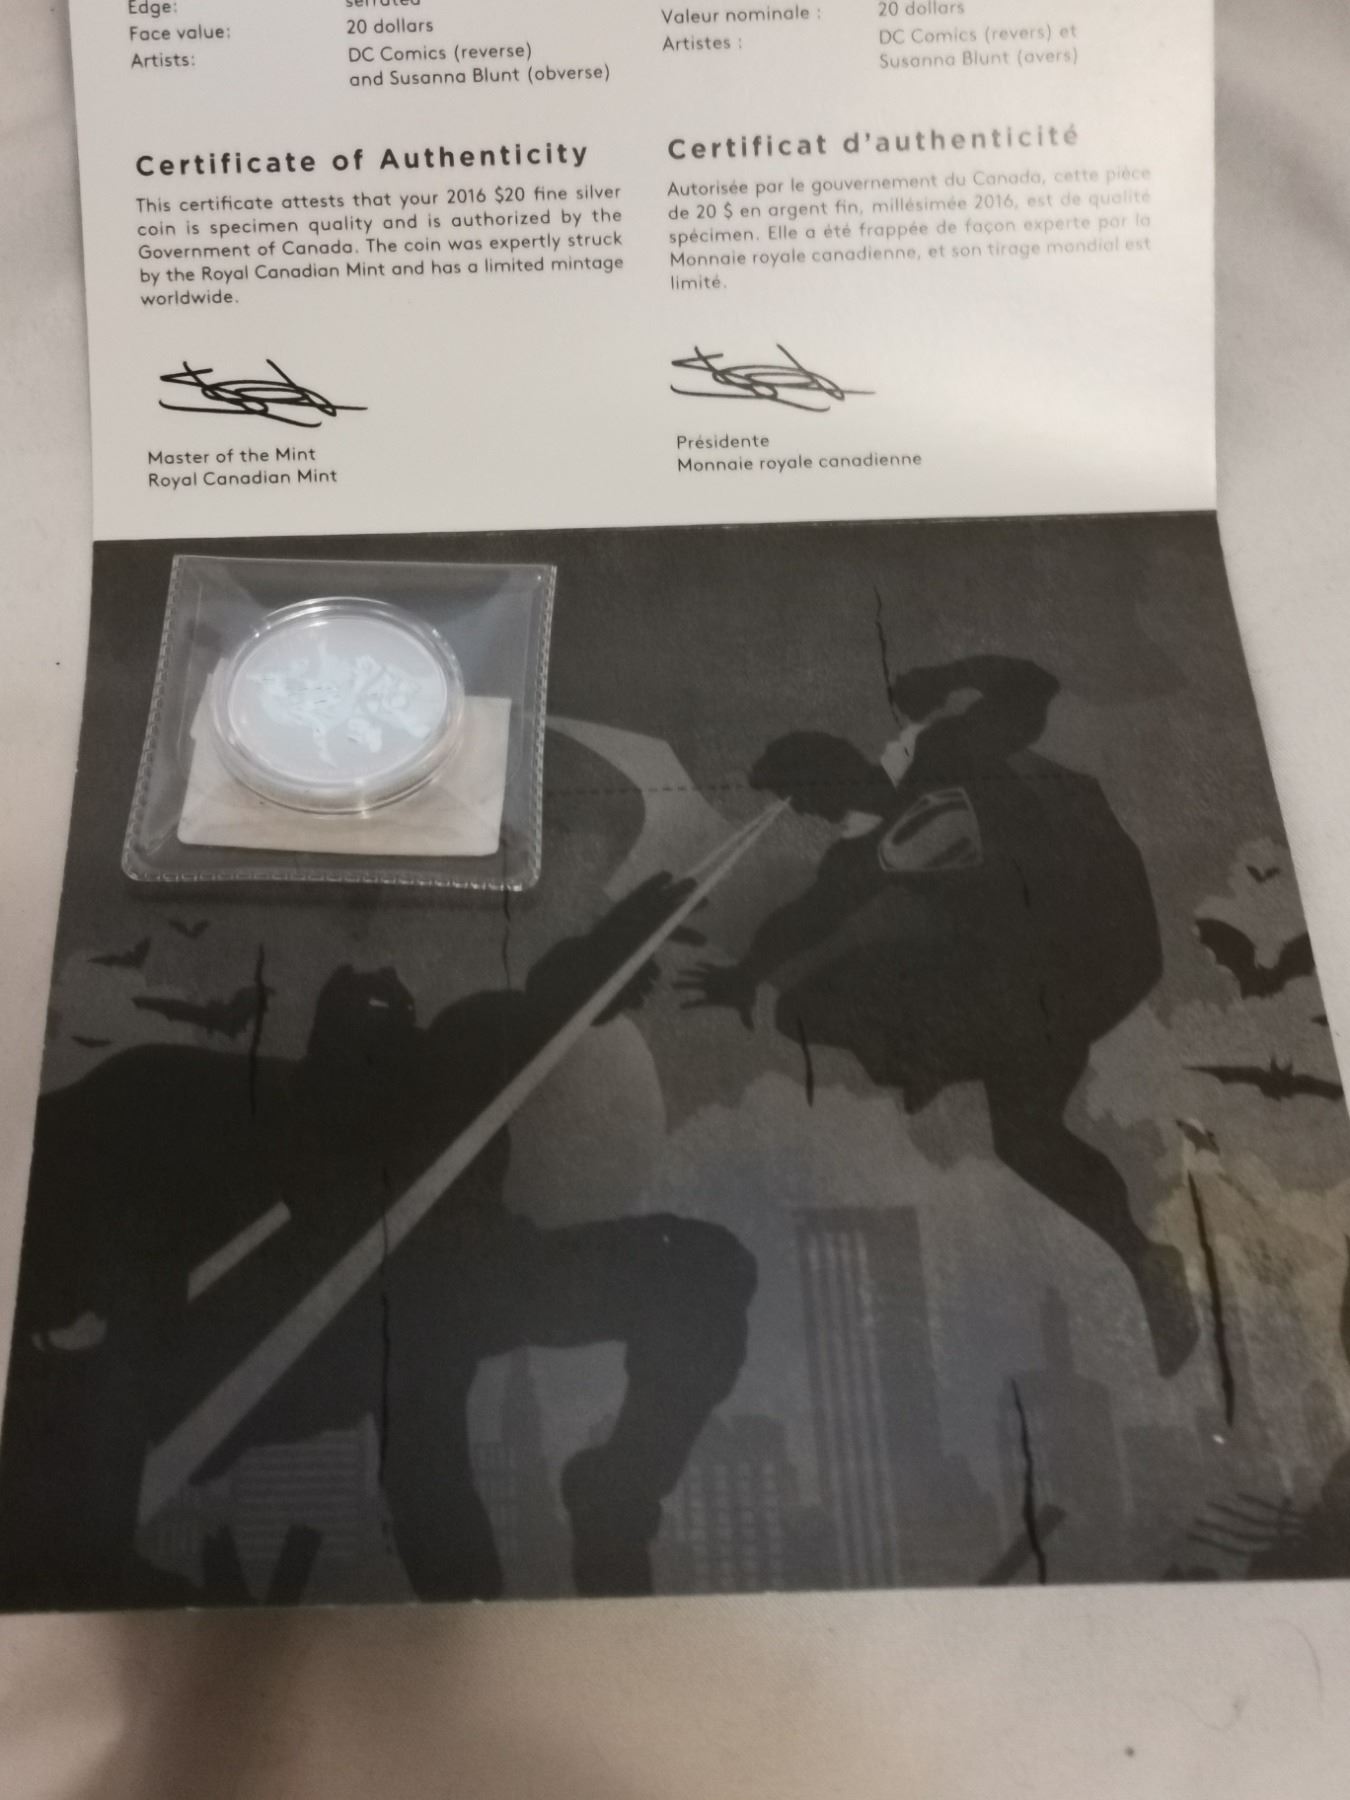 Edge: serrated
Face value: 20 dollars
Artists: DC Comics (reverse)
and Susanna Blunt (obverse)
Valeur nominale : 20 dollars
Artistes : DC Comics (revers) et
Susanna Blunt (avers)
Certificate of Authenticity
This certificate attests that your 2016 $20 fine silver
coin is specimen quality and is authorized by the
Government of Canada. The coin was expertly struck
by the Royal Canadian Mint and has a limited mintage
worldwide.
Master of the Mint
Royal Canadian Mint
Certificat d'authenticité
Autorisée par le gouvernement du Canada, cette pièce
de 20 $ en argent fin, millésimée 2016, est de qualité
spécimen. Elle a été frappée de façon experte par la
Monnaie royale canadienne, et son tirage mondial est
limité.
Présidente
Monnaie royale canadienne